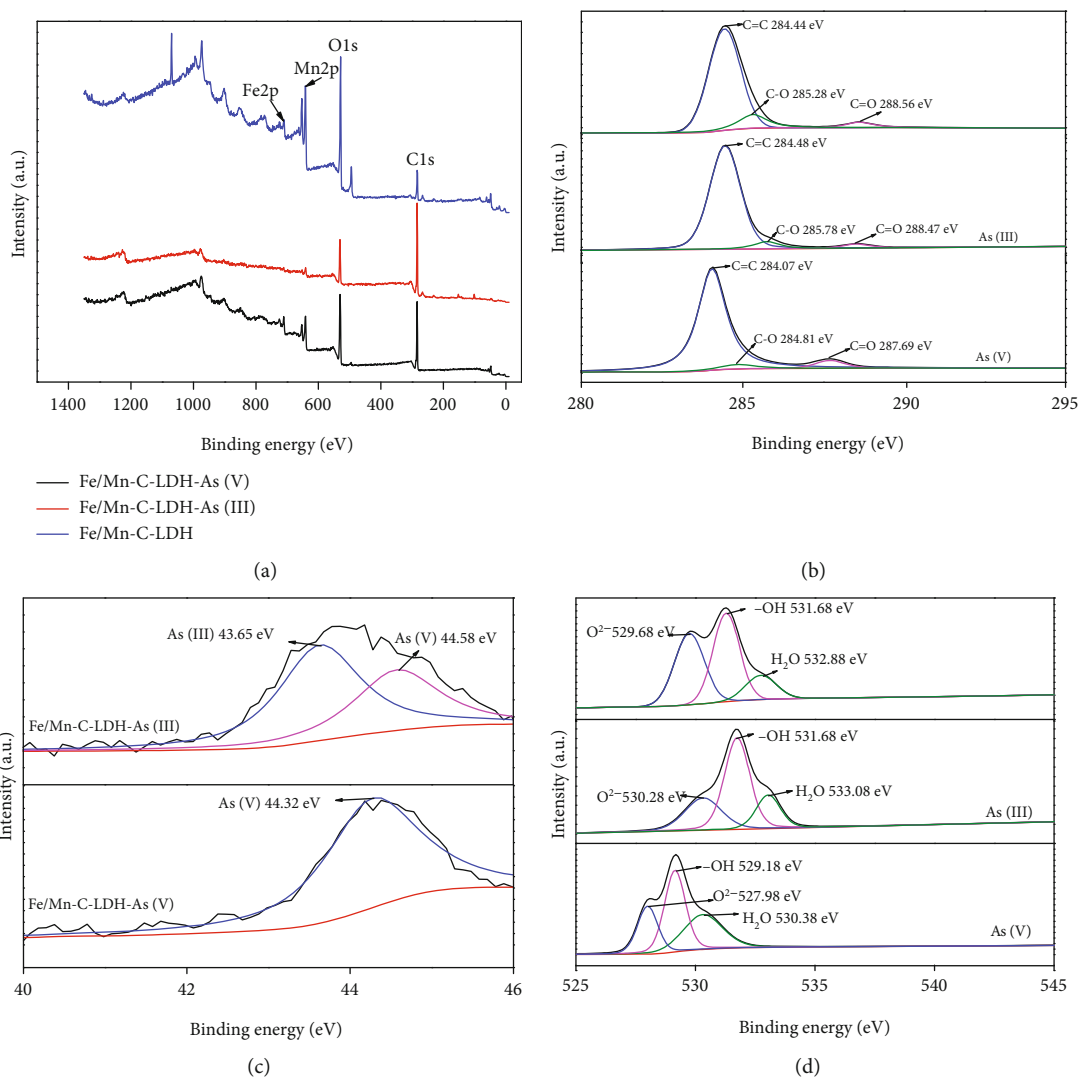 O1s
Mn2p
Fe2p
C1s
Intensity (a.u.)
1400 1200 1000 800 600 400 200 0
Binding energy (eV)
Fe/Mn-C-LDH-As (V)
Fe/Mn-C-LDH-As (III)
Fe/Mn-C-LDH
(a)
C=C 284.44 eV
C-O 285.28 eV
C=O 288.56 eV
C=C 284.48 eV
C-O 285.78 eV
C=O 288.47 eV
As (III)
C=C 284.07 eV
C-O 284.81 eV
C=O 287.69 eV
As (V)
Intensity (a.u.)
280 285 290 295
Binding energy (eV)
(b)
As (III) 43.65 eV
As (V) 44.58 eV
Fe/Mn-C-LDH-As (III)
As (V) 44.32 eV
Fe/Mn-C-LDH-As (V)
Intensity (a.u.)
40 42 44 46
Binding energy (eV)
(c)
–OH 531.68 eV
O²⁻529.68 eV
H₂O 532.88 eV
–OH 531.68 eV
O²⁻530.28 eV
H₂O 533.08 eV
As (III)
–OH 529.18 eV
O²⁻527.98 eV
H₂O 530.38 eV
As (V)
Intensity (a.u.)
525 530 535 540 545
Binding energy (eV)
(d)